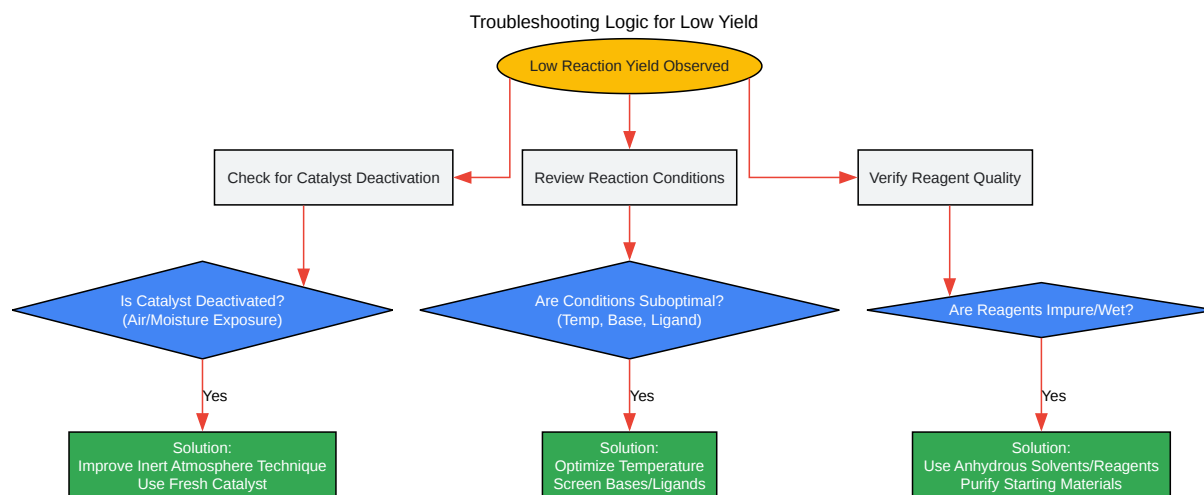 Troubleshooting Logic for Low Yield
Low Reaction Yield Observed
Check for Catalyst Deactivation
Review Reaction Conditions
Verify Reagent Quality
Is Catalyst Deactivated?
(Air/Moisture Exposure)
Are Conditions Suboptimal?
(Temp, Base, Ligand)
Are Reagents Impure/Wet?
Yes
Yes
Yes
Solution:
Improve Inert Atmosphere Technique
Use Fresh Catalyst
Solution:
Optimize Temperature
Screen Bases/Ligands
Solution:
Use Anhydrous Solvents/Reagents
Purify Starting Materials